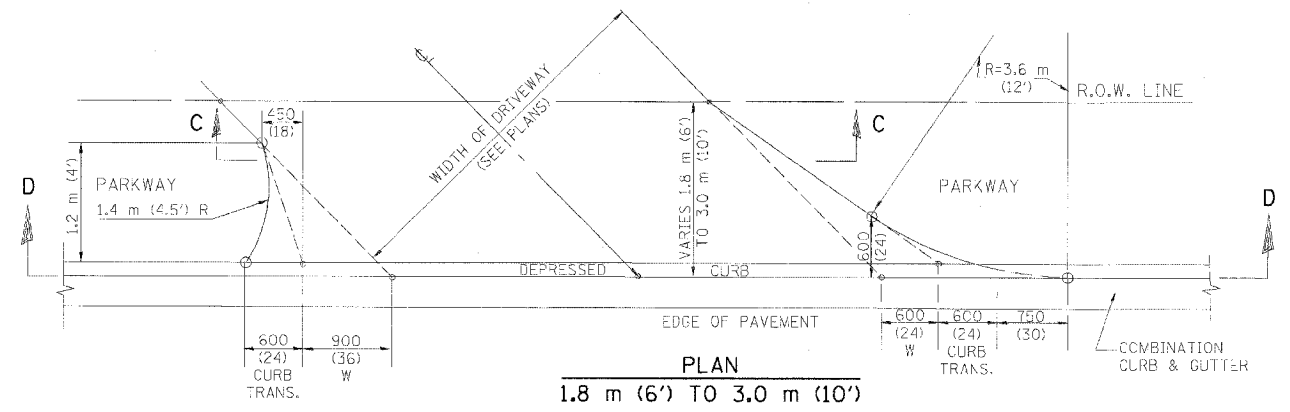 R=3.6 m
(12')
R.O.W. LINE
℄
WIDTH OF DRIVEWAY
(SEE PLANS)
C
450
(18)
C
D
PARKWAY
1.2 m (4')
1.4 m (4.5') R
VARIES 1.8 m (6')
TO 3.0 m (10')
PARKWAY
D
600
(24)
DEPRESSED CURB
EDGE OF PAVEMENT
600
(24)
CURB
TRANS.
900
(36)
W
600
(24)
W
600
(24)
CURB
TRANS.
750
(30)
COMBINATION
CURB & GUTTER
PLAN
1.8 m (6') TO 3.0 m (10')